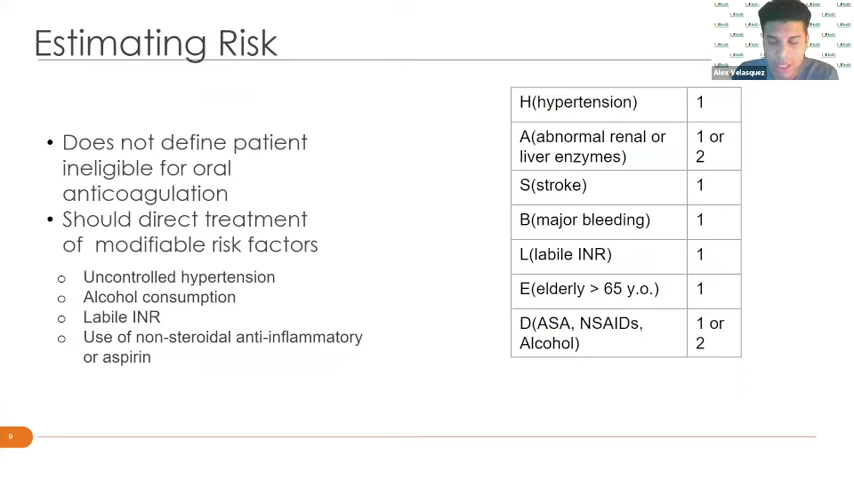 Estimating Risk
Alex Velasquez
• Does not define patient
ineligible for oral
anticoagulation
• Should direct treatment
of modifiable risk factors
o Uncontrolled hypertension
o Alcohol consumption
o Labile INR
o Use of non-steroidal anti-inflammatory
or aspirin
H(hypertension) 1
A(abnormal renal or 1 or
liver enzymes) 2
S(stroke) 1
B(major bleeding) 1
L(labile INR) 1
E(elderly > 65 y.o.) 1
D(ASA, NSAIDs, 1 or
Alcohol) 2
9